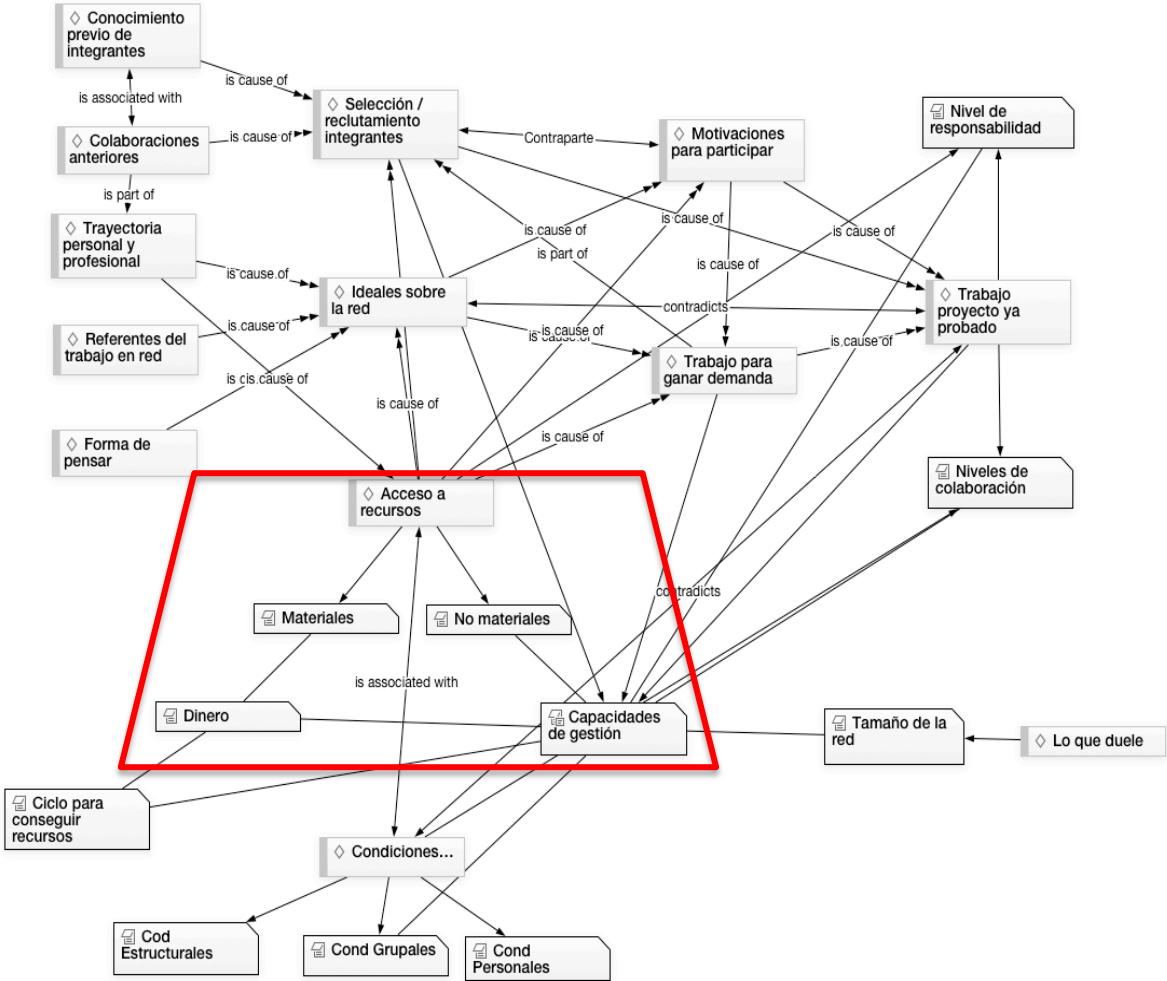 Conocimiento
previo de
integrantes
is cause of
is associated with
Selección /
reclutamiento
integrantes
Nivel de
responsabilidad
Colaboraciones
anteriores
is cause of
Contraparte
Motivaciones
para participar
is part of
Trayectoria
personal y
profesional
is cause of
is cause of
is cause of
is part of
is cause of
is cause of
Ideales sobre
la red
contradicts
Trabajo
proyecto ya
probado
Referentes del
trabajo en red
is cause of
is cause of
is cause of
is cause of
Trabajo para
ganar demanda
is cause of
is cause of
is cause of
Forma de
pensar
is cause of
Niveles de
colaboración
Acceso a
recursos
contradicts
Materiales
No materiales
is associated with
Dinero
Capacidades
de gestión
Tamaño de la
red
Lo que duele
Ciclo para
conseguir
recursos
Condiciones...
Cod
Estructurales
Cond Grupales
Cond
Personales